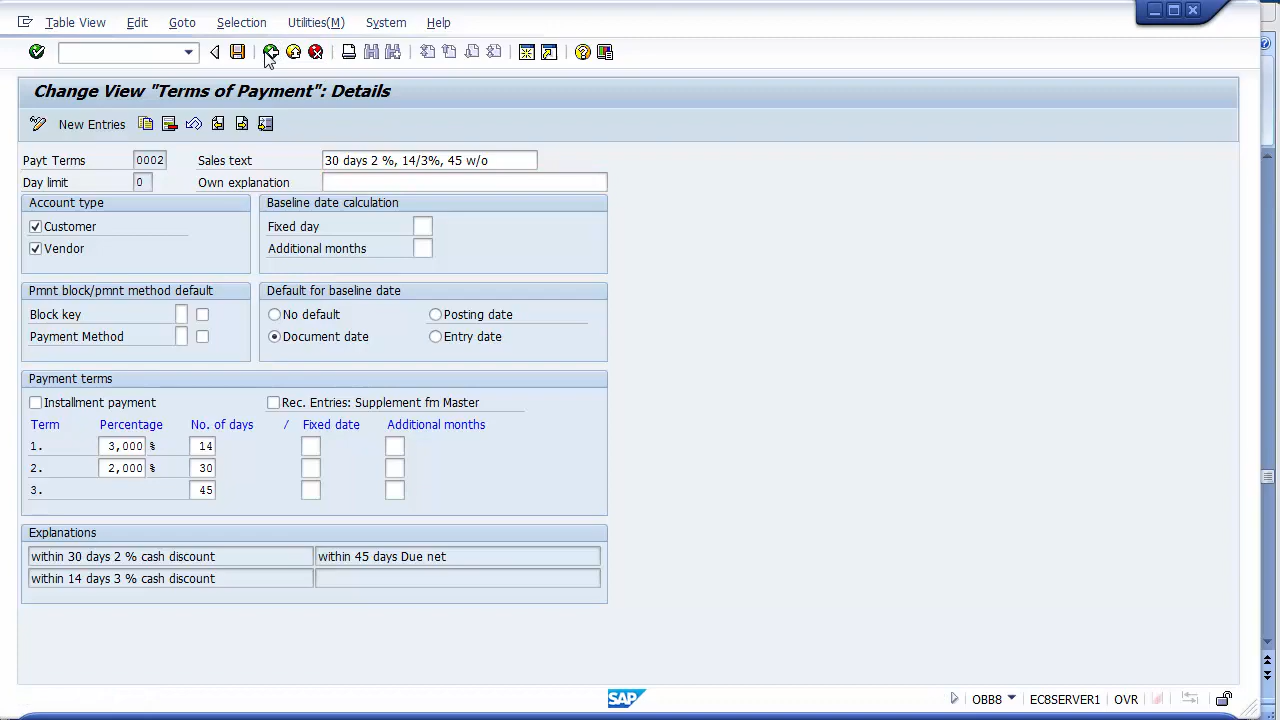 Table View Edit Goto Selection Utilities(M) System Help
Change View "Terms of Payment": Details
New Entries
Payt Terms 0002 Sales text 30 days 2 %, 14/3%, 45 w/o
Day limit 0 Own explanation
Account type Baseline date calculation
Customer Fixed day
Vendor Additional months
Pmnt block/pmnt method default Default for baseline date
Block key No default Posting date
Payment Method Document date Entry date
Payment terms
Installment payment Rec. Entries: Supplement fm Master
Term Percentage No. of days / Fixed date Additional months
1. 3,000 % 14
2. 2,000 % 30
3. 45
Explanations
within 30 days 2 % cash discount within 45 days Due net
within 14 days 3 % cash discount
SAP OBB8 EC8SERVER1 OVR